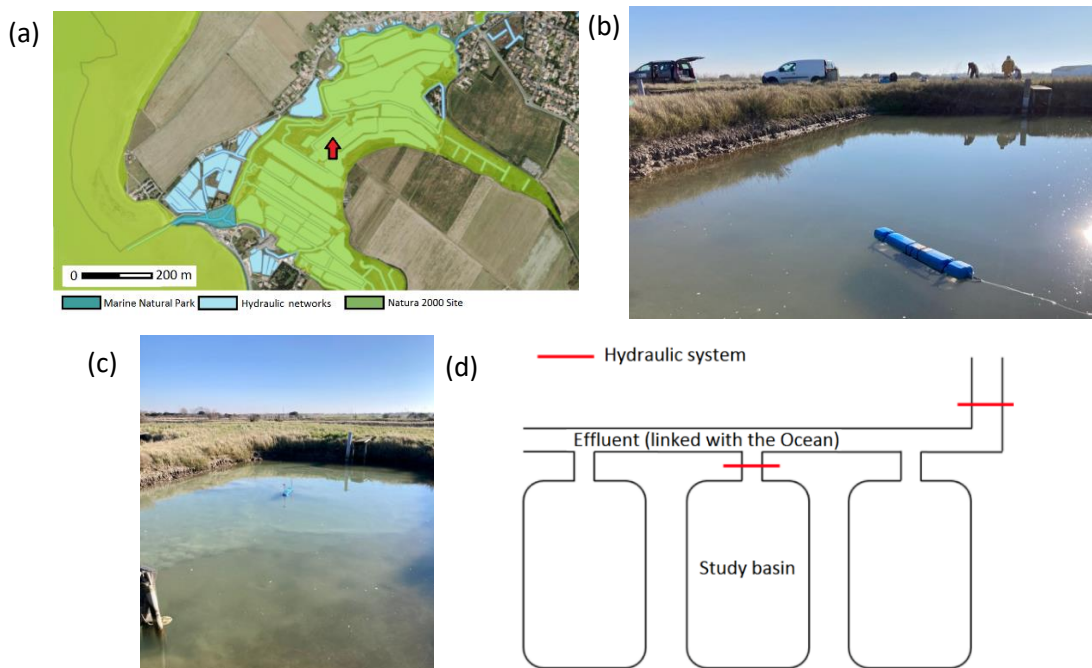 (a)
0 200 m
Marine Natural Park Hydraulic networks Natura 2000 Site
(b)
(c)
(d)
Hydraulic system
Effluent (linked with the Ocean)
Study basin